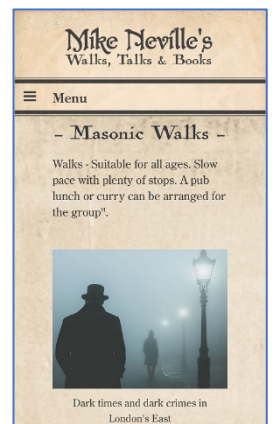 Mike Neville's
Walks, Talks & Books
Menu
- Masonic Walks -
Walks - Suitable for all ages. Slow
pace with plenty of stops. A pub
lunch or curry can be arranged for
the group".
Dark times and dark crimes in
London's East